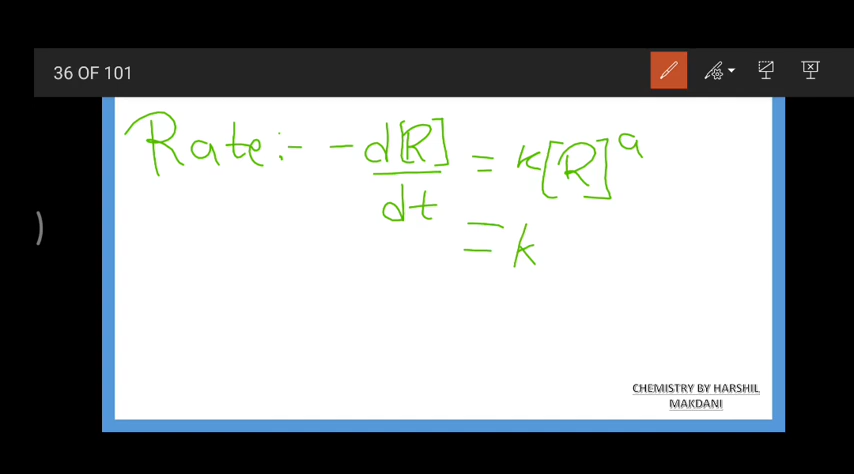 36 OF 101
Rate:- -d[R]/dt = k[R]^a
= k
CHEMISTRY BY HARSHIL
MAKDANI